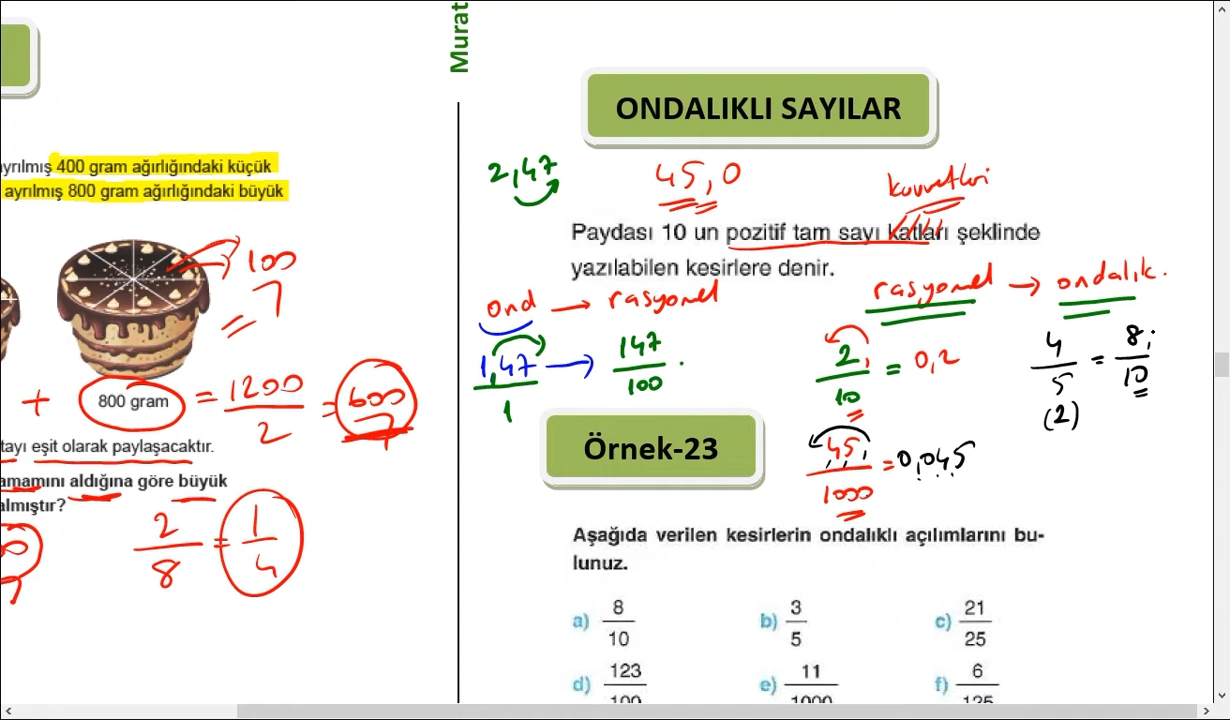 ayrılmış 400 gram ağırlığındaki küçük
ayrılmış 800 gram ağırlığındaki büyük
100
+ 800 gram = 1200/2 = 600
tayı eşit olarak paylaşacaktır.
amamını aldığına göre büyük
almıştır?
2/8 = 1/4
Murat
ONDALIKLI SAYILAR
2,47
45,0
kuvvetleri
Paydası 10 un pozitif tam sayı katları şeklinde
yazılabilen kesirlere denir.
ond → rasyonel
1,47/1 → 147/100 .
rasyonel → ondalık.
2,/10 = 0,2
4/5 = 8,/10
(2)
45,/1000 = 0,045
Örnek-23
Aşağıda verilen kesirlerin ondalıklı açılımlarını bu-
lunuz.
a) 8/10 b) 3/5 c) 21/25
d) 123/100 e) 11/1000 f) 6/125